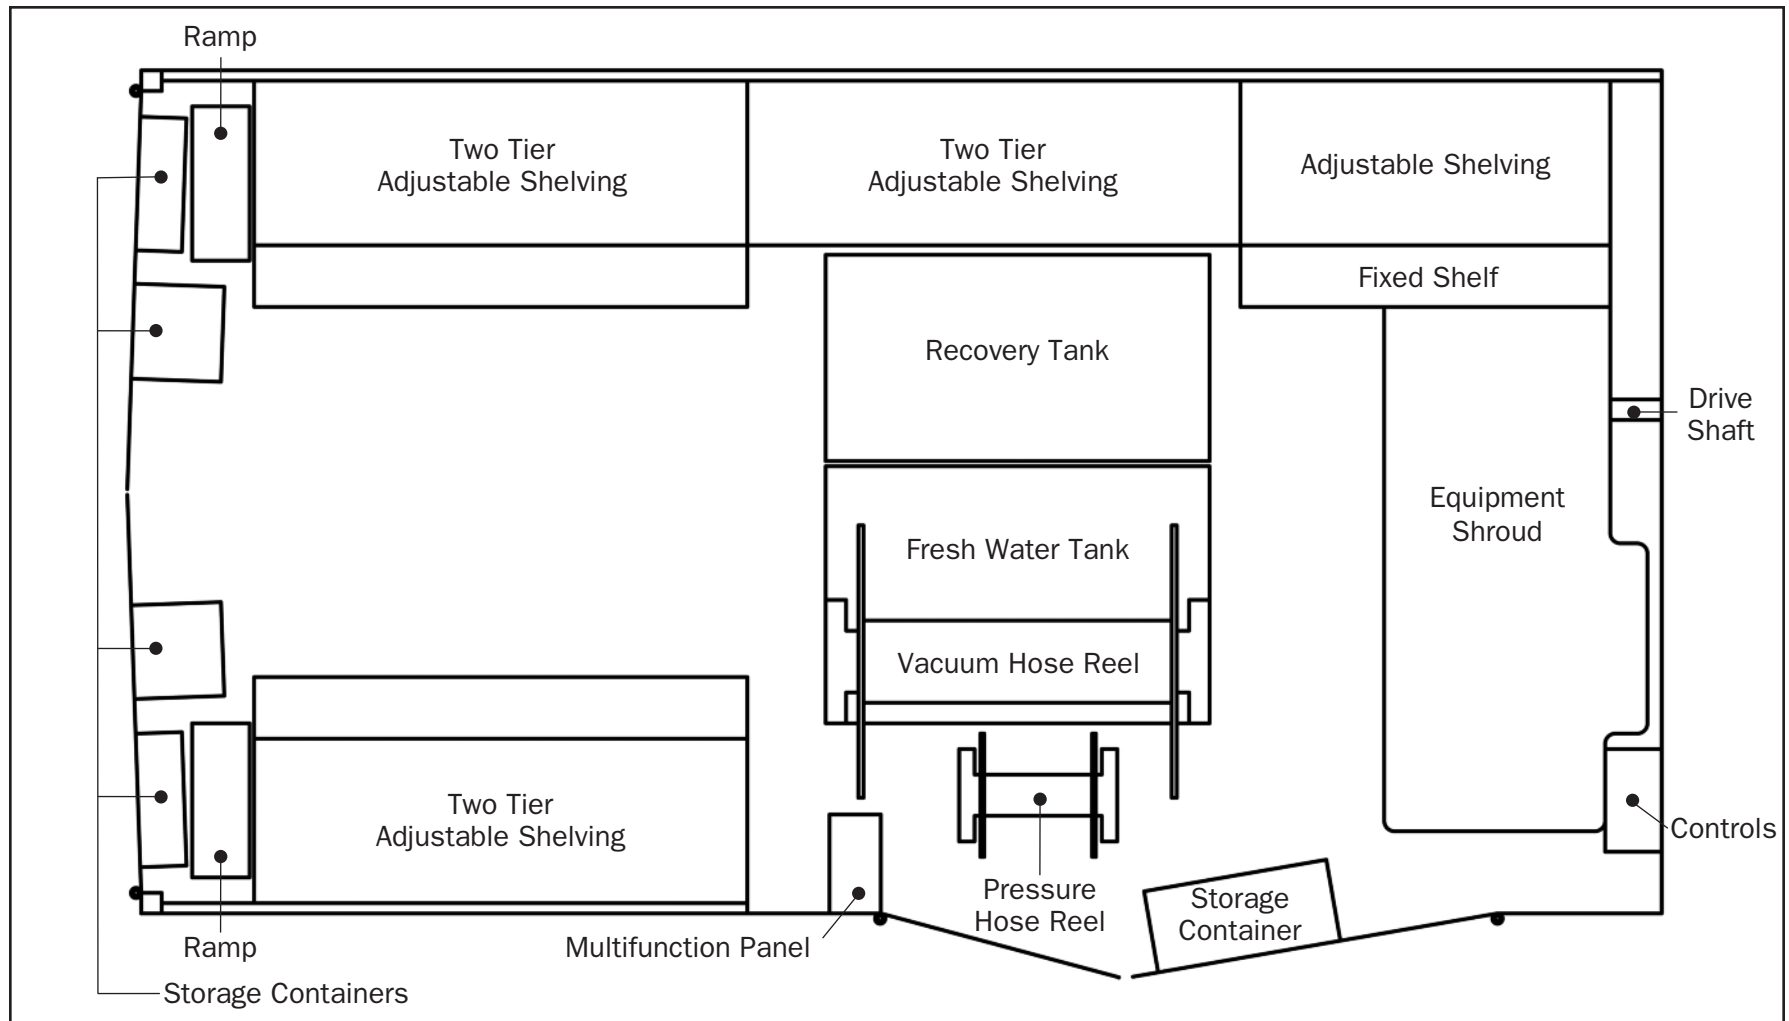 Ramp
Two Tier
Adjustable Shelving
Two Tier
Adjustable Shelving
Adjustable Shelving
Fixed Shelf
Recovery Tank
Drive
Shaft
Equipment
Shroud
Fresh Water Tank
Vacuum Hose Reel
Two Tier
Adjustable Shelving
Controls
Pressure
Hose Reel
Storage
Container
Ramp
Multifunction Panel
Storage Containers